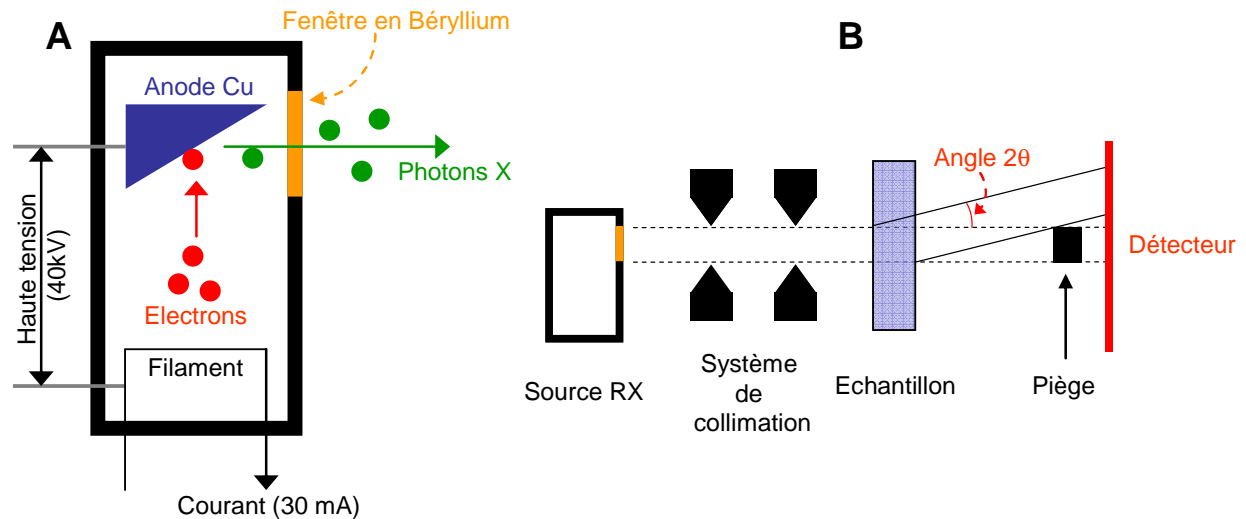 A
Fenêtre en Béryllium
Anode Cu
Photons X
Haute tension
(40kV)
Electrons
Filament
Courant (30 mA)
B
Angle 2θ
Détecteur
Source RX
Système
de
collimation
Echantillon
Piège